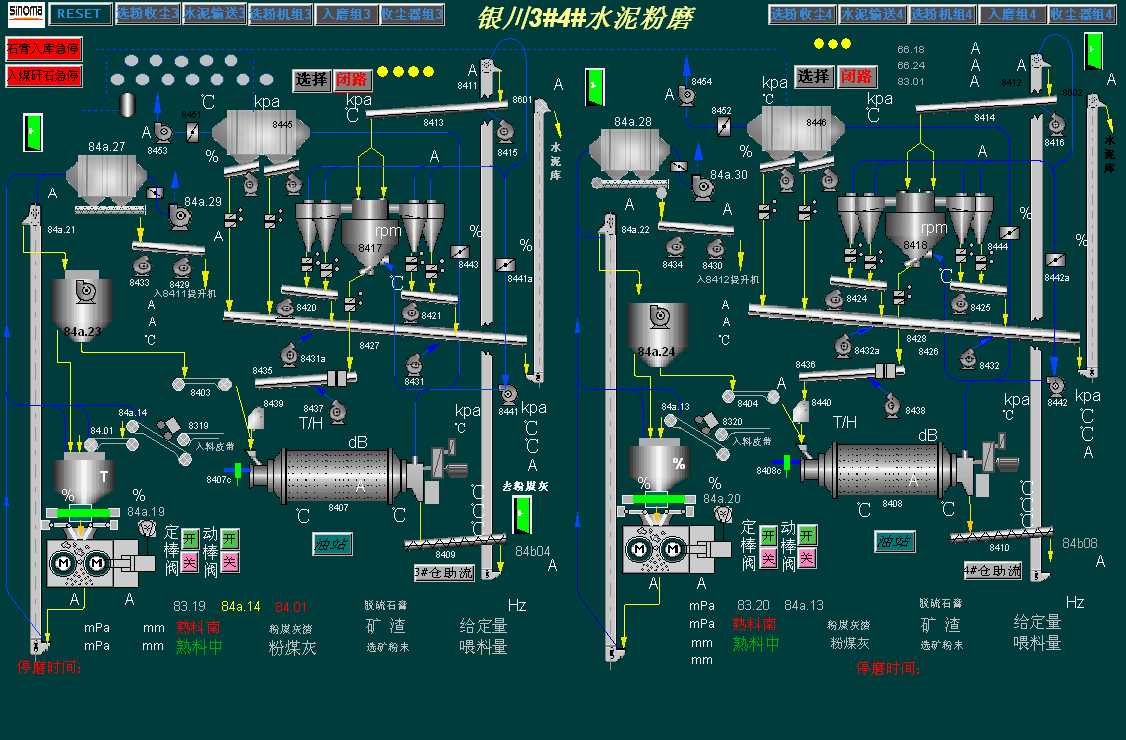 sinoma
RESET
选粉收尘3
水泥输送3
选粉机组3
入磨组3
收尘器组3
银川3#4#水泥粉磨
选粉收尘4
水泥输送4
选粉机组4
入磨组4
收尘器组4
石膏入库急停
入煤矸石急停
选择
闭路
选择
闭路
66.18
66.24
83.01
A
A
A
A
8411
8601
8413
8415
水泥库
8412
8602
8414
8416
水泥库
℃
kpa
kpa
℃
8451
8453
A
8445
%
8454
8452
kpa
℃
8446
kpa
℃
%
84a.27
84a.29
84a.28
84a.30
A
A
84a.21
84a.22
8433
8429
入8411提升机
8434
8430
入8412提升机
A
A
℃
A
A
℃
rpm
8417
8443
8441a
%
%
℃
rpm
8418
8444
8442a
%
%
℃
84a.23
84a.24
8420
8421
8427
8431a
8431
8424
8425
8428
8426
8432a
8432
8435
8436
8403
8404
8439
8437
8440
8438
8441
8442
T/H
T/H
dB
dB
kpa
℃
kpa
℃
℃
A
kpa
℃
kpa
℃
℃
A
84a.14
84.01
8319
入料皮带
84a.13
8320
入料皮带
T
%
%
%
%
%
8407c
8407
A
℃
℃
8408c
8408
A
84a.19
84a.20
去粉煤灰
84b04
84b08
A
8409
8410
3#仓助流
4#仓助流
定棒阀
开
关
动棒阀
开
关
油站
定棒阀
开
关
动棒阀
开
关
油站
M
M
M
M
A
A
A
A
83.19
84a.14
84.01
脱硫石膏
Hz
mPa
mm
熟料南
粉煤灰渣
矿 渣
给定量
mPa
mm
熟料中
粉煤灰
选矿粉末
喂料量
停磨时间:
mPa
83.20
84a.13
脱硫石膏
Hz
mPa
熟料南
粉煤灰渣
矿 渣
给定量
mm
熟料中
粉煤灰
选矿粉末
喂料量
mm
停磨时间: